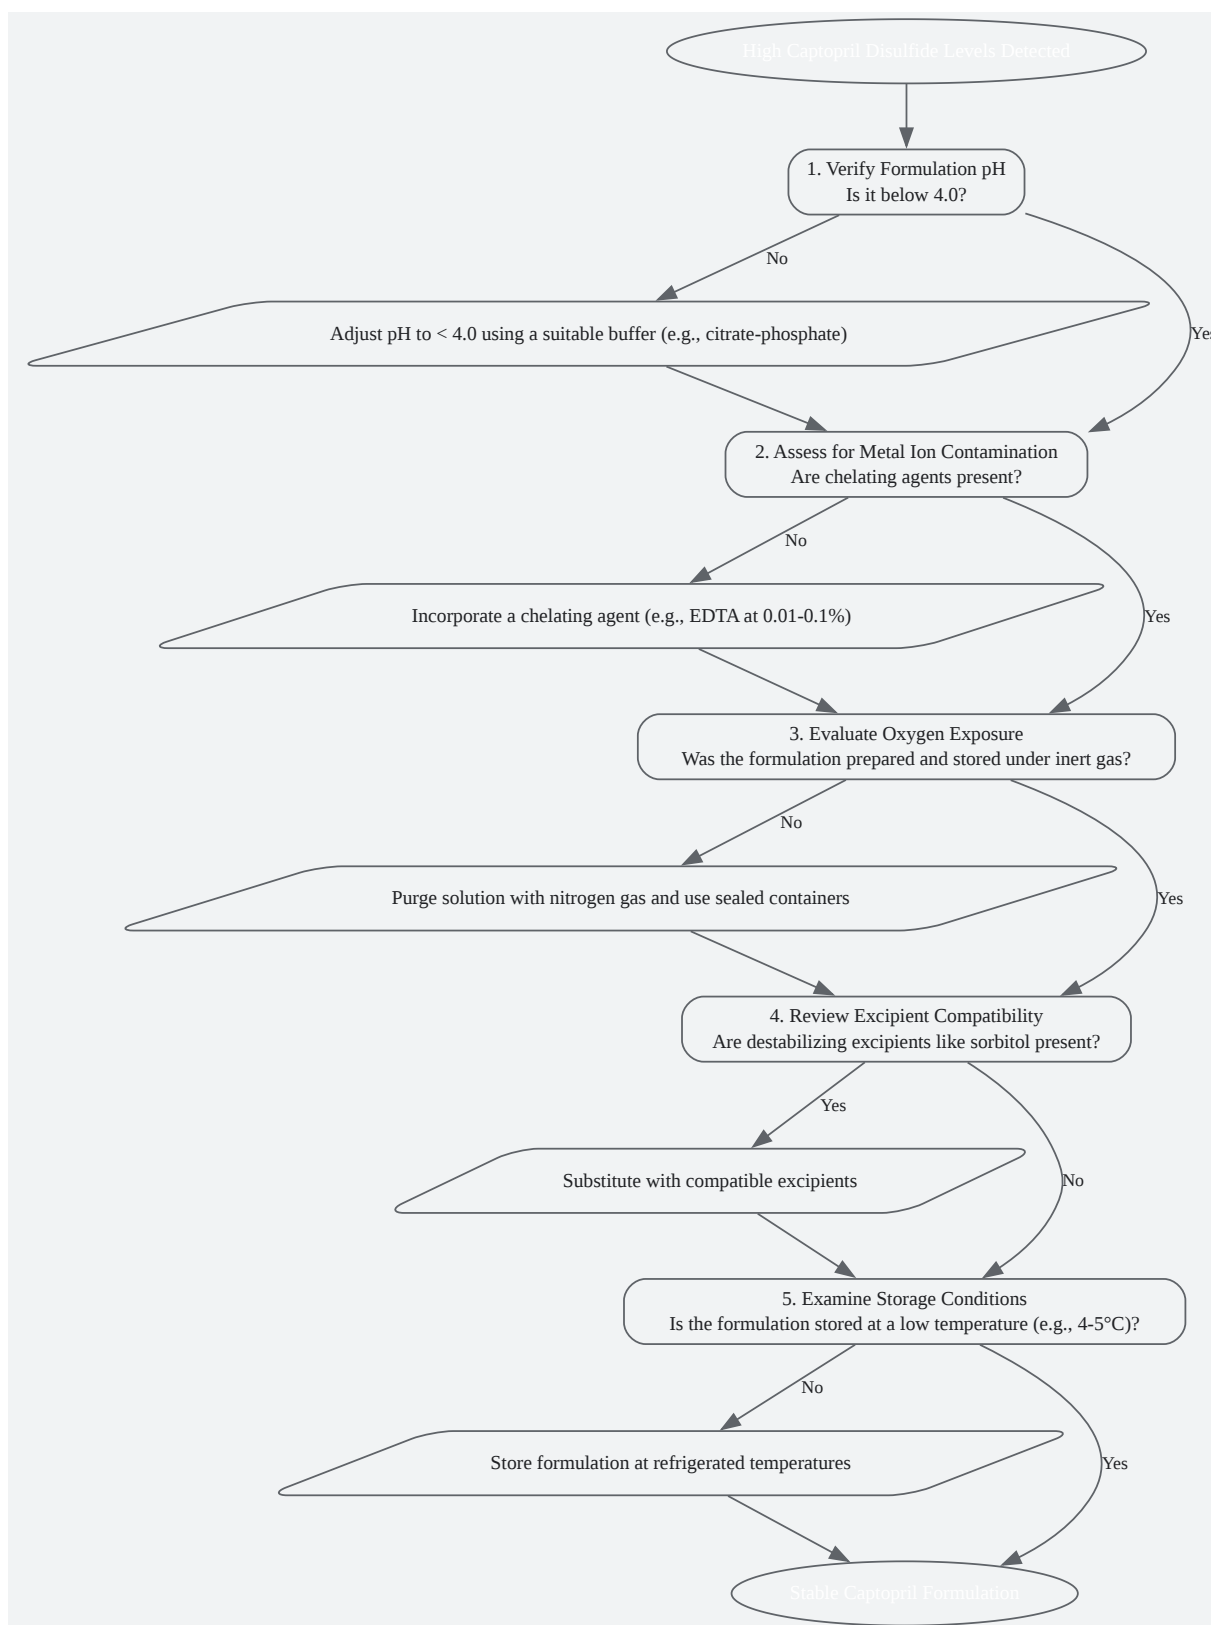 High Captopril Disulfide Levels Detected
1. Verify Formulation pH
Is it below 4.0?
No
Adjust pH to < 4.0 using a suitable buffer (e.g., citrate-phosphate)
Yes
2. Assess for Metal Ion Contamination
Are chelating agents present?
No
Incorporate a chelating agent (e.g., EDTA at 0.01-0.1%)
Yes
3. Evaluate Oxygen Exposure
Was the formulation prepared and stored under inert gas?
No
Purge solution with nitrogen gas and use sealed containers
Yes
4. Review Excipient Compatibility
Are destabilizing excipients like sorbitol present?
Yes
Substitute with compatible excipients
No
5. Examine Storage Conditions
Is the formulation stored at a low temperature (e.g., 4-5°C)?
No
Store formulation at refrigerated temperatures
Yes
Stable Captopril Formulation